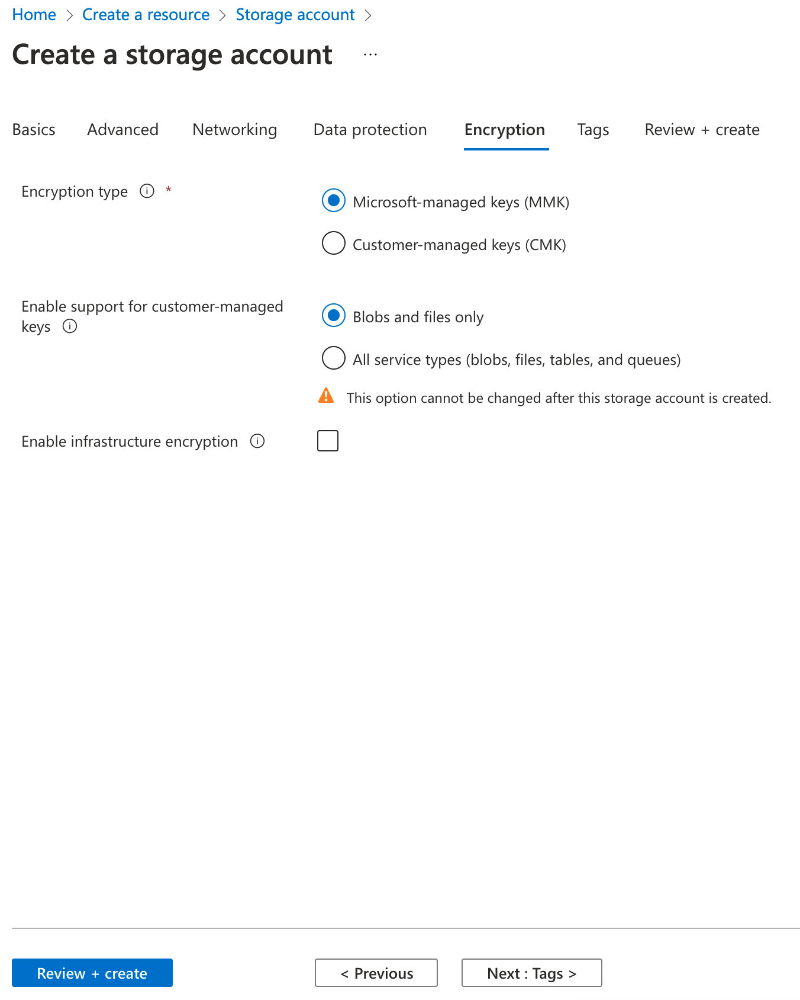 Home > Create a resource > Storage account >
Create a storage account ...
Basics Advanced Networking Data protection Encryption Tags Review + create
Encryption type *
Microsoft-managed keys (MMK)
Customer-managed keys (CMK)
Enable support for customer-managed
keys
Blobs and files only
All service types (blobs, files, tables, and queues)
This option cannot be changed after this storage account is created.
Enable infrastructure encryption
Review + create < Previous Next : Tags >